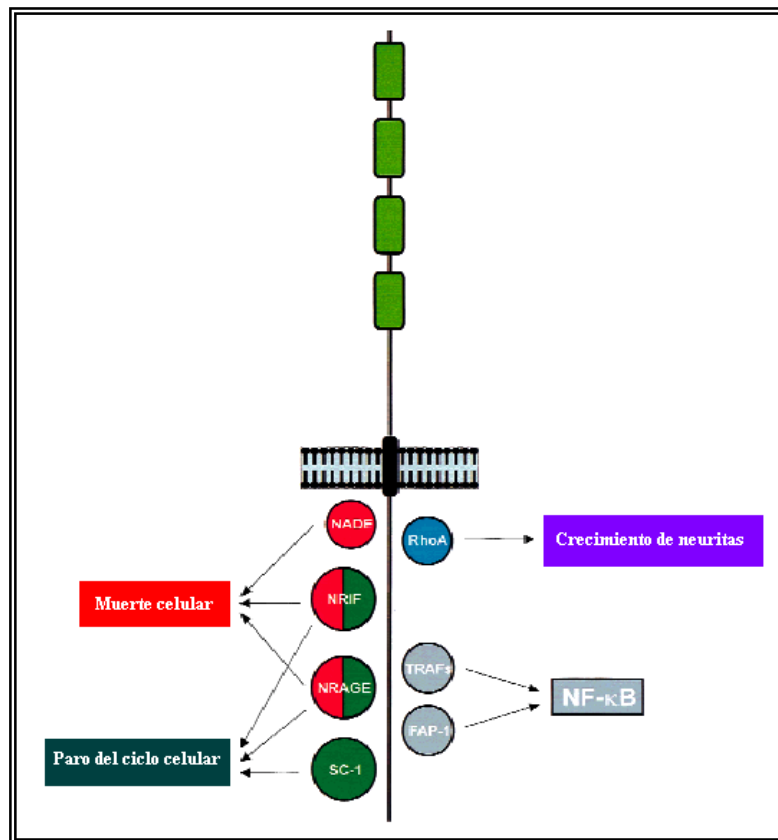 NADE
RhoA
Crecimiento de neuritas
Muerte celular
NRIF
TRAFs
NRAGE
NF-κB
FAP-1
Paro del ciclo celular
SC-1